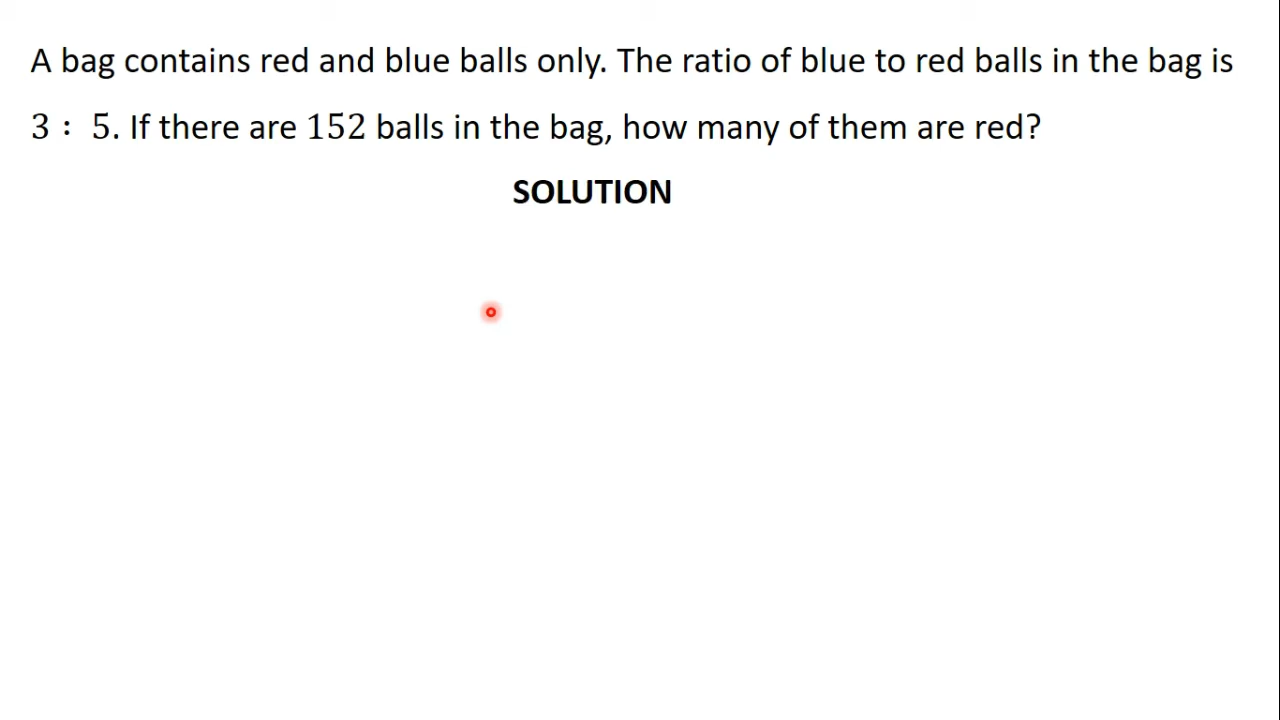 A bag contains red and blue balls only. The ratio of blue to red balls in the bag is
3 : 5. If there are 152 balls in the bag, how many of them are red?
SOLUTION